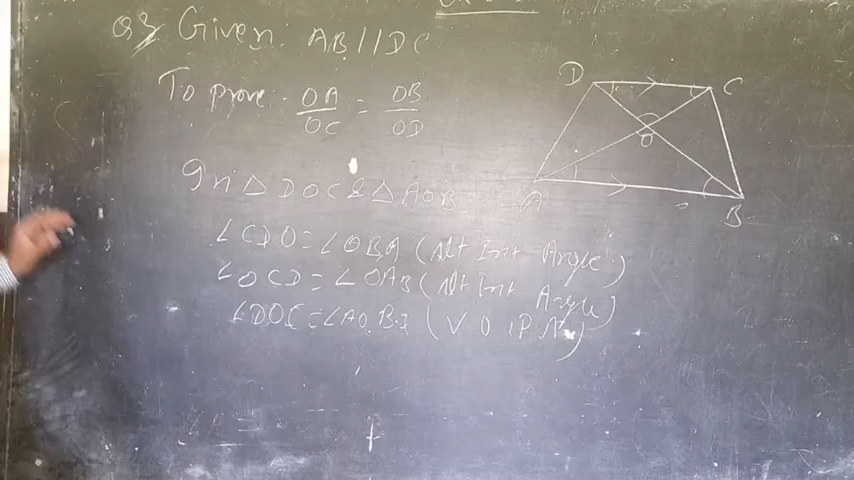 Q3 Given. AB//DC
To prove:- OA/OC = OB/OD
In Δ DOC & Δ AOB
∠CDO = ∠OBA (Alt Int Angle)
∠OCD = ∠OAB (Alt Int Angle)
∠DOC = ∠AOB (V O P A)
D
C
O
A
B